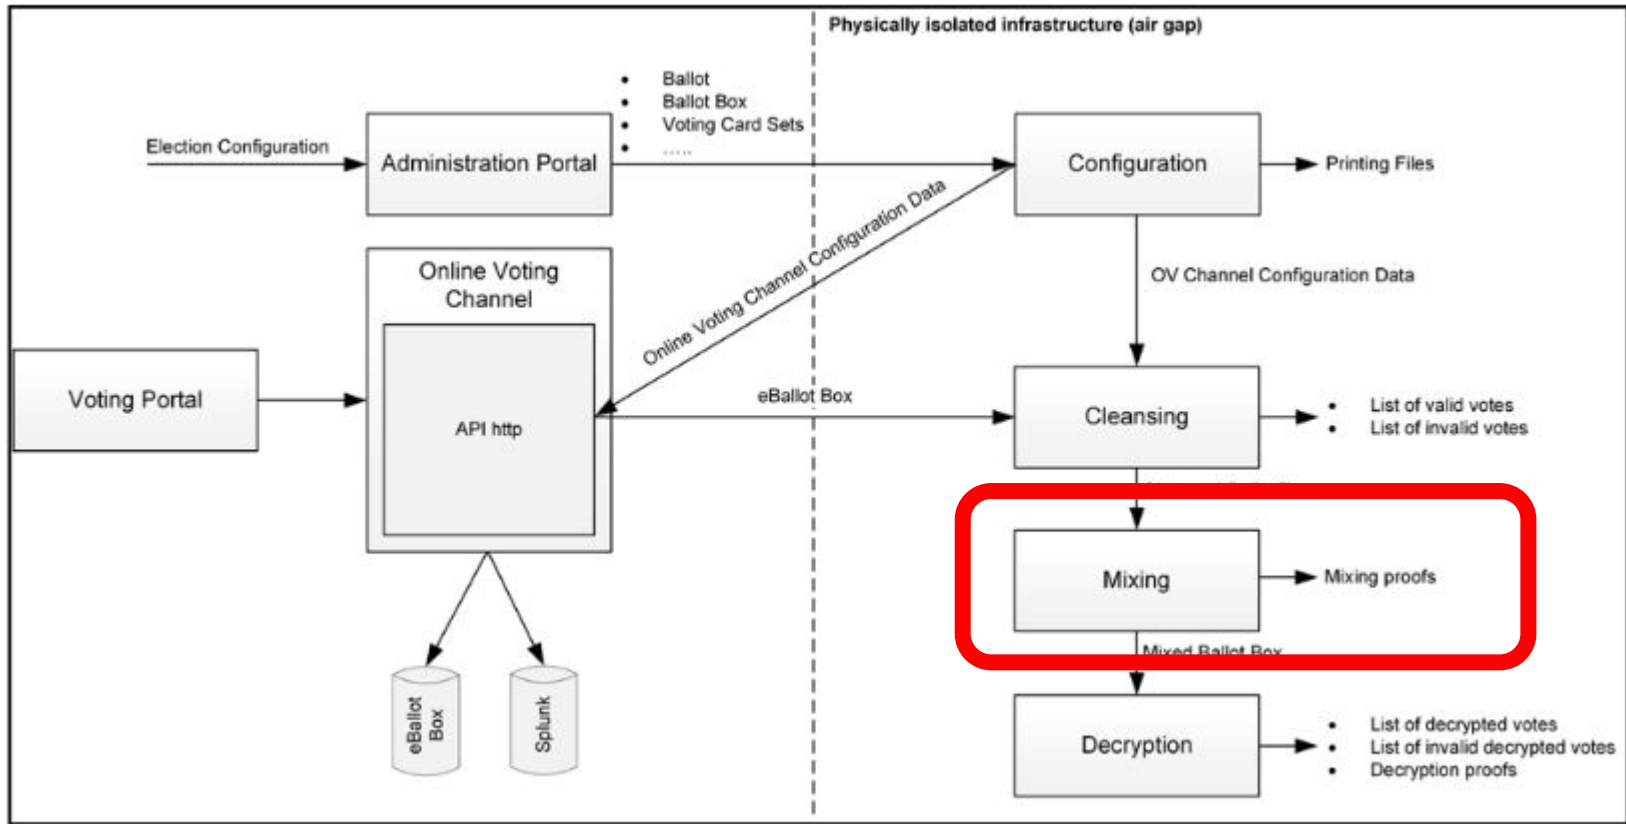 Physically isolated infrastructure (air gap)
• Ballot
• Ballot Box
• Voting Card Sets
• .....
Election Configuration
Administration Portal
Configuration
Printing Files
Online Voting Channel Configuration Data
OV Channel Configuration Data
Online Voting
Channel
API http
Voting Portal
eBallot Box
Cleansing
• List of valid votes
• List of invalid votes
Mixing
Mixing proofs
Mixed Ballot Box
eBallot
Box
Splunk
Decryption
• List of decrypted votes
• List of invalid decrypted votes
• Decryption proofs